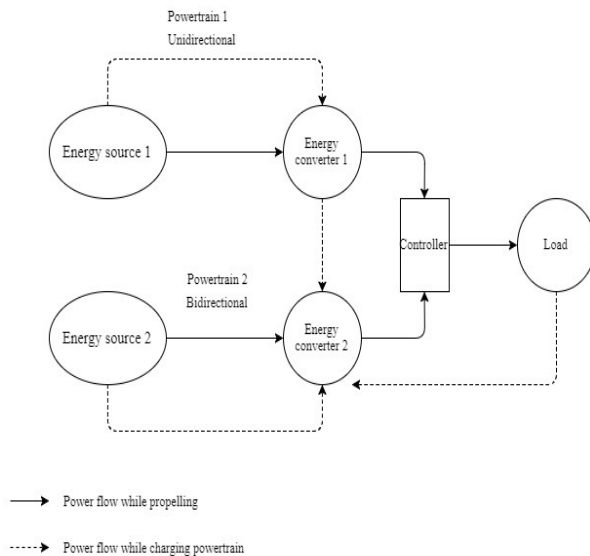 Powertrain 1
Unidirectional
Energy source 1
Energy
converter 1
Controller
Load
Powertrain 2
Bidirectional
Energy source 2
Energy
converter 2
Power flow while propelling
Power flow while charging powertrain